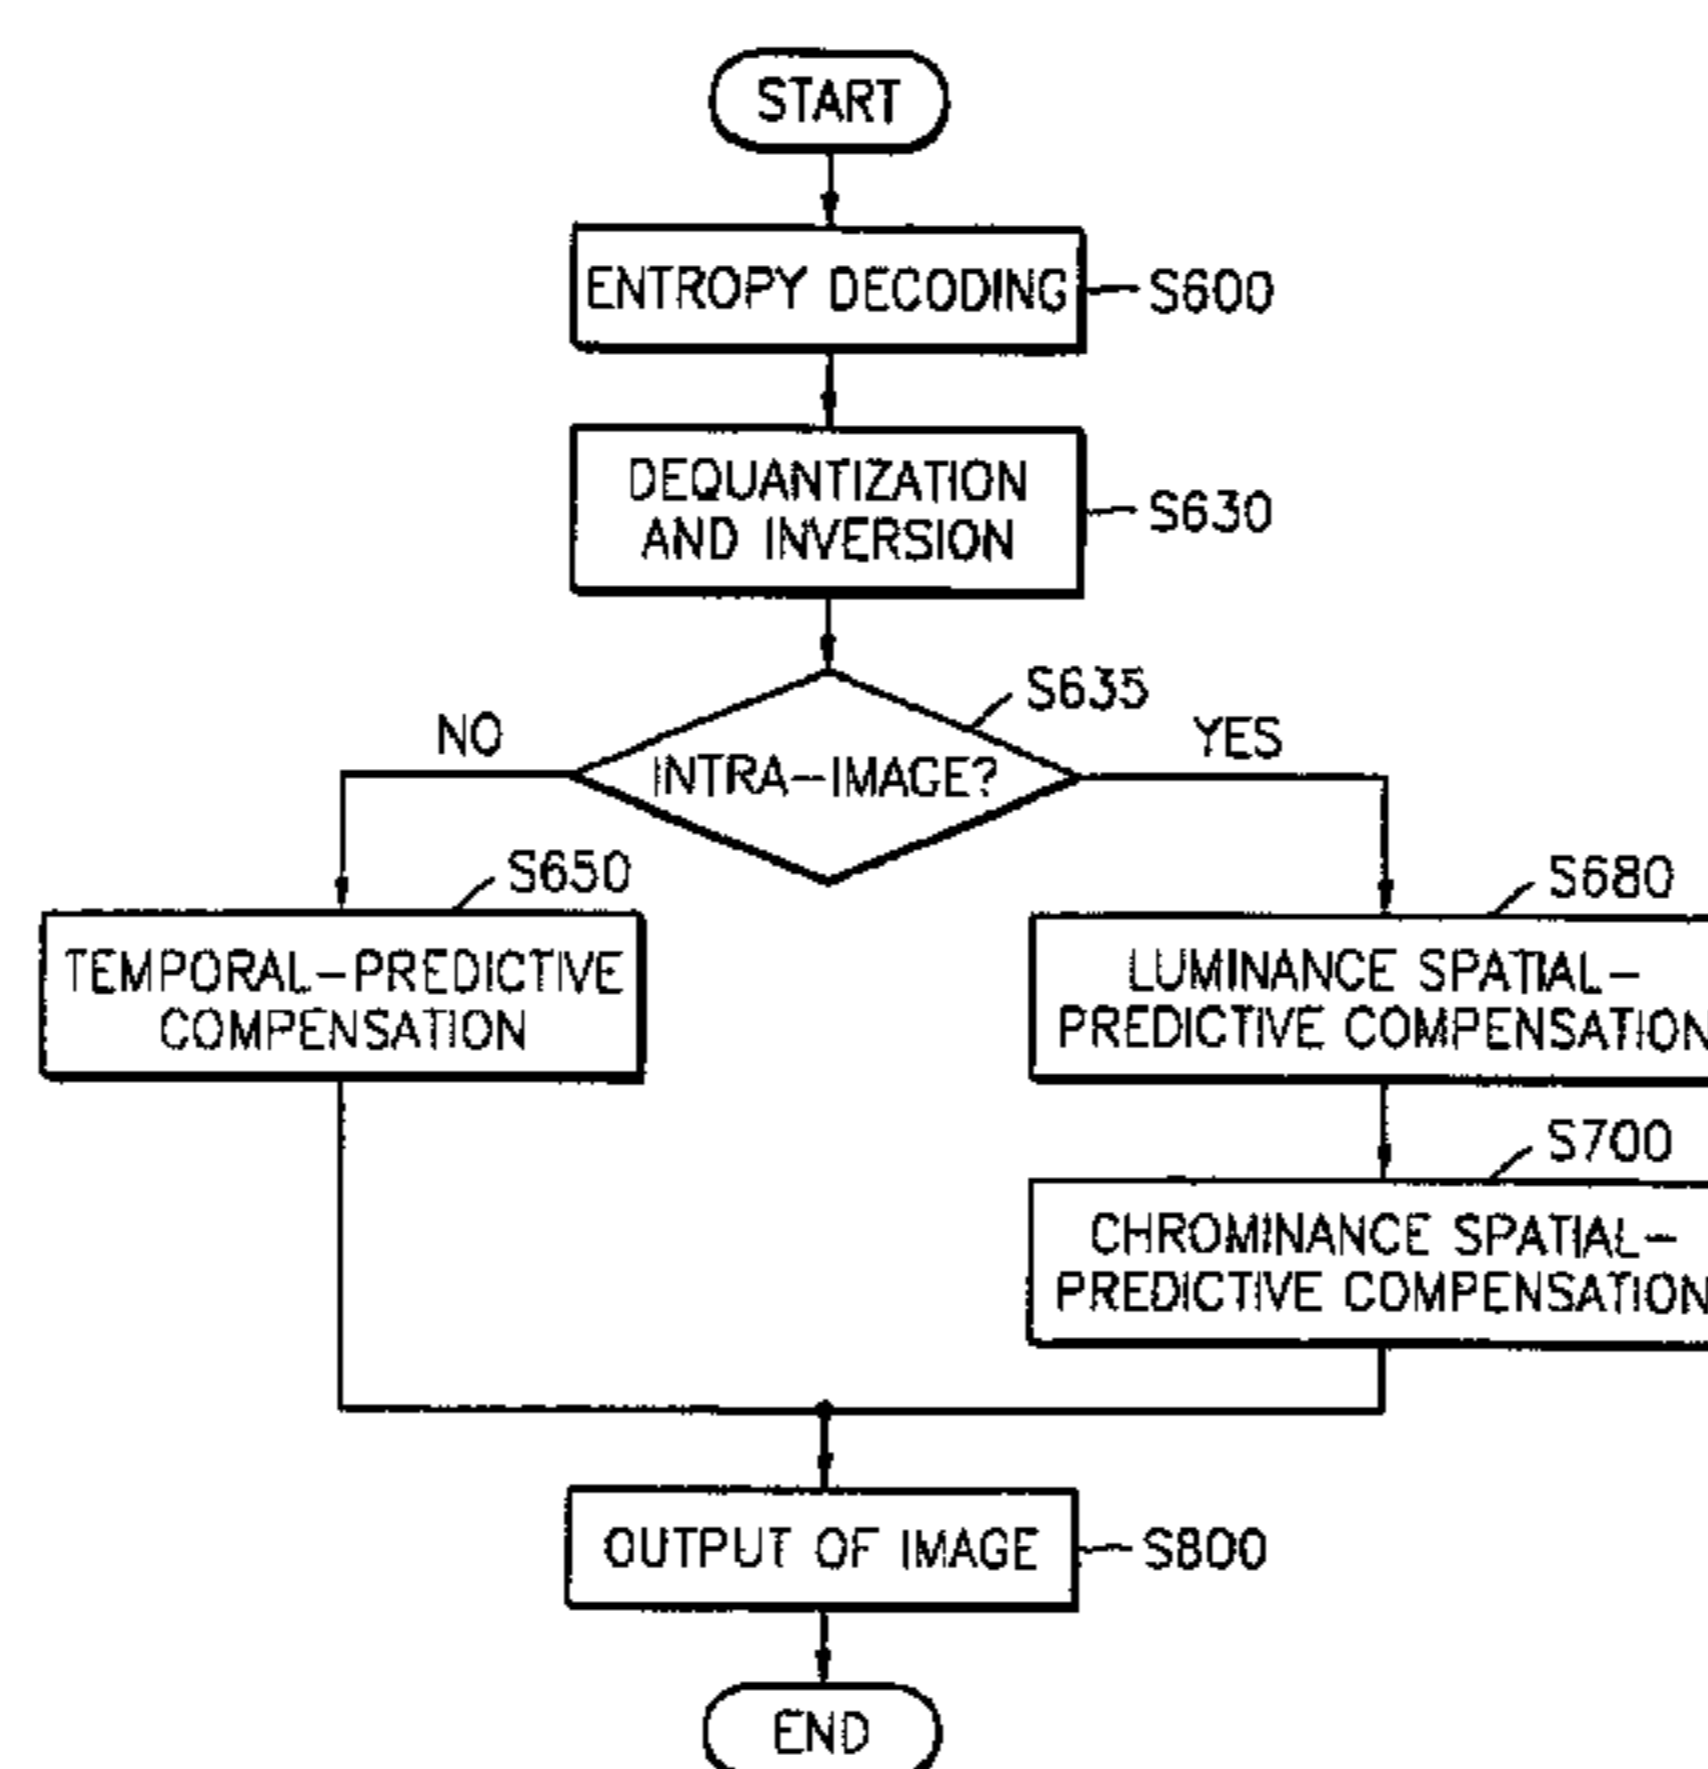 START
ENTROPY DECODING
S600
DEQUANTIZATION
AND INVERSION
S630
S635
NO
YES
INTRA-IMAGE?
S650
S680
TEMPORAL-PREDICTIVE
COMPENSATION
LUMINANCE SPATIAL-
PREDICTIVE COMPENSATION
S700
CHROMINANCE SPATIAL-
PREDICTIVE COMPENSATION
OUTPUT OF IMAGE
S800
END